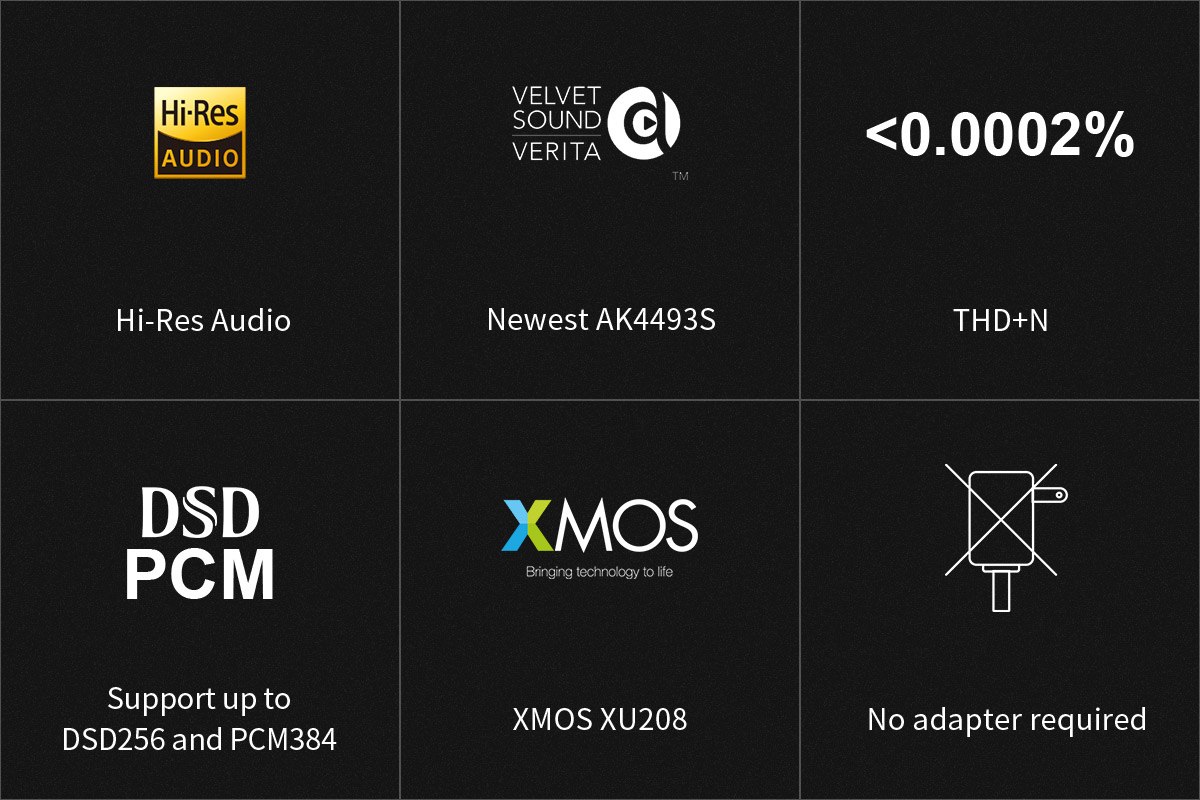 Hi-Res
AUDIO
Hi-Res Audio
VELVET
SOUND
VERITA
TM
Newest AK4493S
<0.0002%
THD+N
DSD
PCM
Support up to
DSD256 and PCM384
XMOS
Bringing technology to life
XMOS XU208
No adapter required